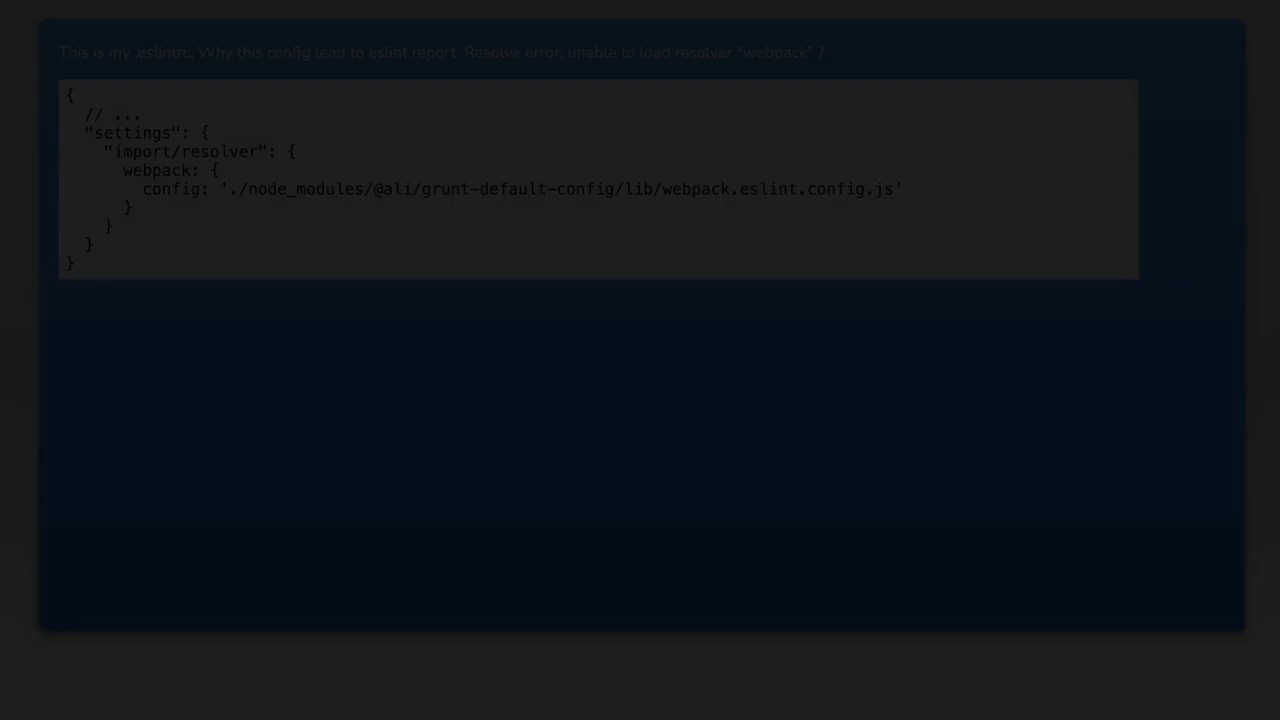 This is my .eslintrc. Why this config lead to eslint report Resolve error: unable to load resolver "webpack" ?
{
  // ...
  "settings": {
    "import/resolver": {
      webpack: {
        config: './node_modules/@ali/grunt-default-config/lib/webpack.eslint.config.js'
      }
    }
  }
}